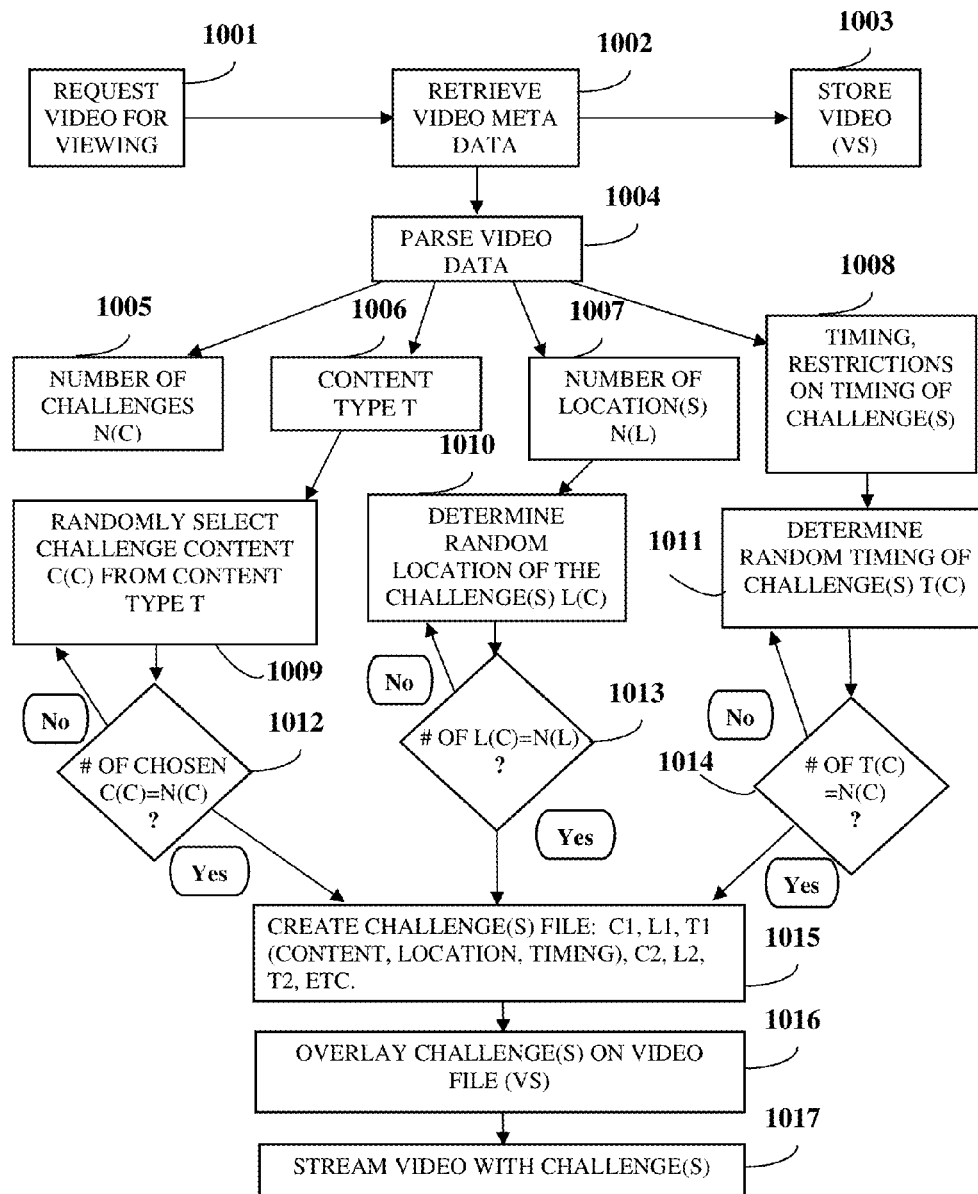 1001
REQUEST
VIDEO FOR
VIEWING
1002
RETRIEVE
VIDEO META
DATA
1003
STORE
VIDEO
(VS)
1004
PARSE VIDEO
DATA
1005
NUMBER OF
CHALLENGES
N(C)
1006
CONTENT
TYPE T
1007
NUMBER OF
LOCATION(S)
N(L)
1008
TIMING,
RESTRICTIONS
ON TIMING OF
CHALLENGE(S)
RANDOMLY SELECT
CHALLENGE CONTENT
C(C) FROM CONTENT
TYPE T
1009
1010
DETERMINE
RANDOM
LOCATION OF THE
CHALLENGE(S) L(C)
1011
DETERMINE
RANDOM TIMING OF
CHALLENGE(S) T(C)
No
1012
# OF CHOSEN
C(C)=N(C)
?
Yes
No
1013
# OF L(C)=N(L)
?
Yes
No
1014
# OF T(C)
=N(C)
?
Yes
CREATE CHALLENGE(S) FILE: C1, L1, T1
(CONTENT, LOCATION, TIMING), C2, L2,
T2, ETC.
1015
OVERLAY CHALLENGE(S) ON VIDEO
FILE (VS)
1016
STREAM VIDEO WITH CHALLENGE(S)
1017